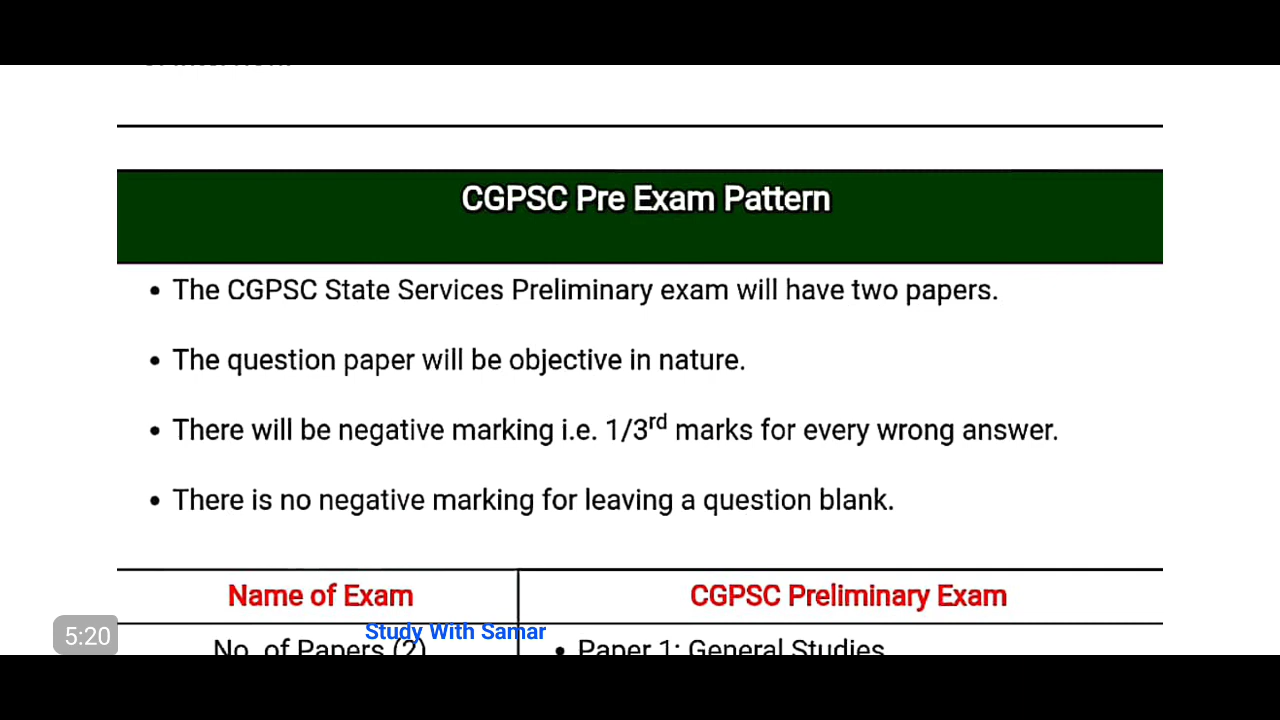 CGPSC Pre Exam Pattern
• The CGPSC State Services Preliminary exam will have two papers.
• The question paper will be objective in nature.
• There will be negative marking i.e. 1/3rd marks for every wrong answer.
• There is no negative marking for leaving a question blank.
Name of Exam CGPSC Preliminary Exam
5:20
Study With Samar
No. of Papers (2) • Paper 1: General Studies